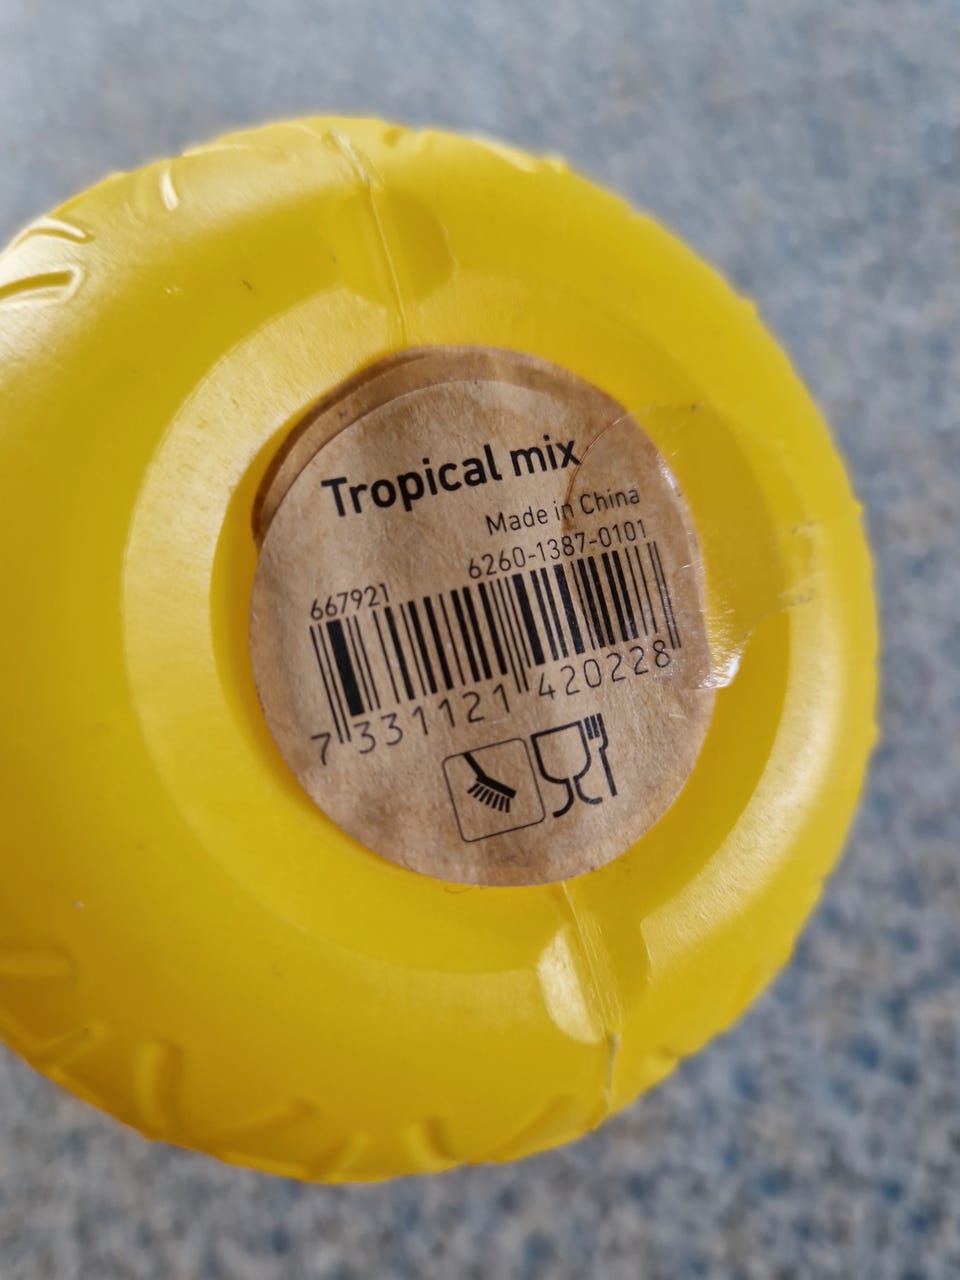 Tropical mix
Made in China
6260-1387-0101
667921
7 331121 420228